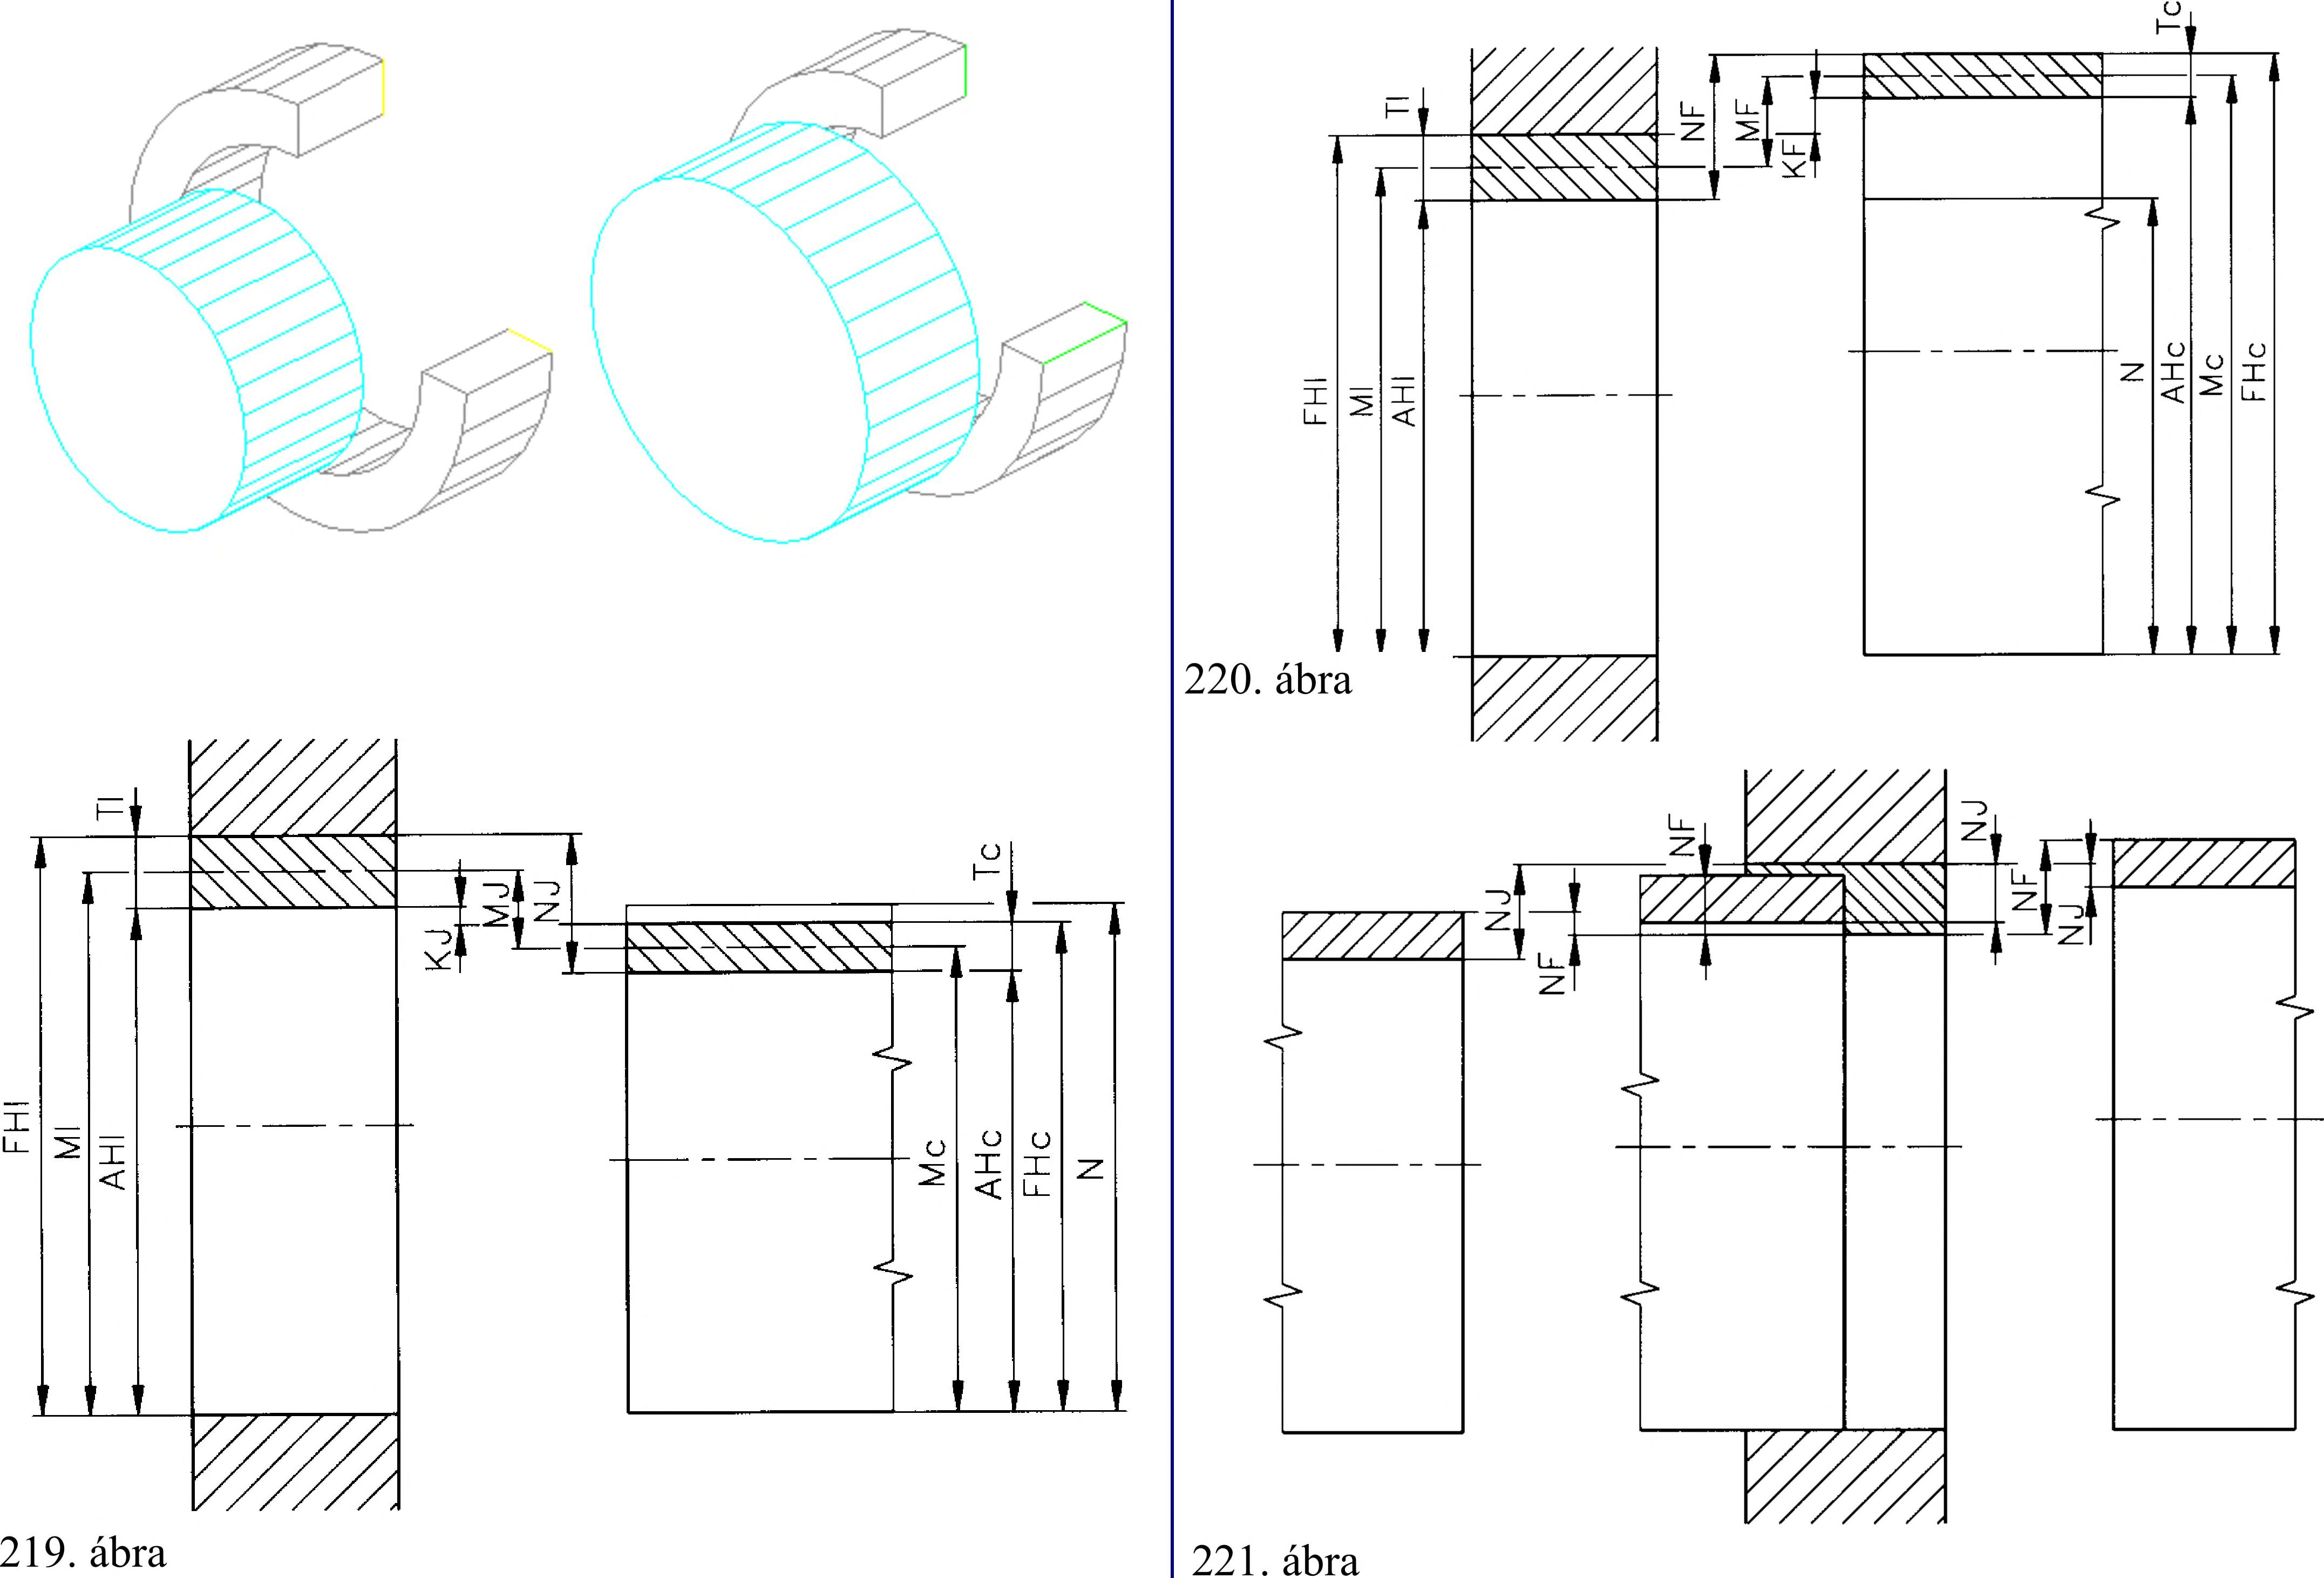 Tl
FHl
Ml
AHl
KJ
MJ
NJ
Tc
Mc
AHc
FHc
N
219. ábra
Tl
FHl
Ml
AHl
NF
MF
KF
Tc
N
AHc
Mc
FHc
220. ábra
NJ
NF
NF
NJ
NF
NJ
221. ábra